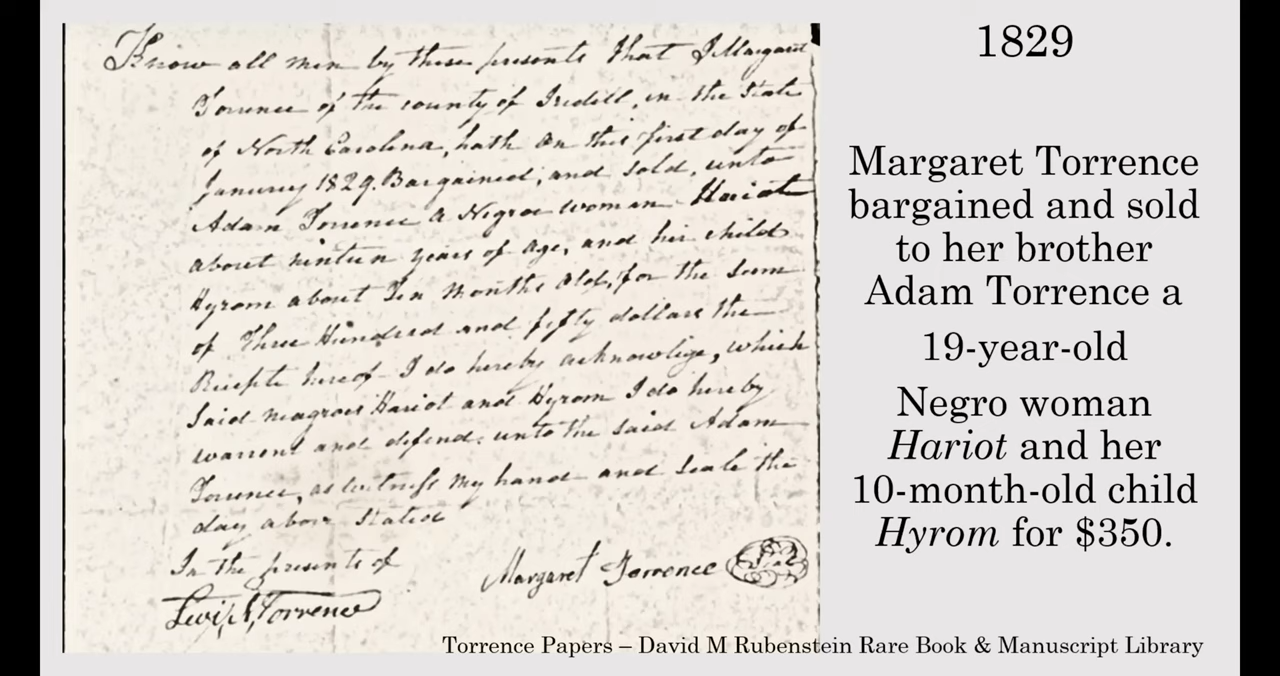 Know all men by these presents that I Margaret
Torrence of the county of Iredell, in the State
of North Carolina, hath on this first day of
January 1829. Bargained, and sold, unto
Adam Torrence a Negroe woman Hariot
about ninteen years of Age, and her child
Hyrom about Ten Months old, for the Sum
of Three Hundred and fifty dollars the
Recepte hereof I do hereby acknowlige, which
Said neagroes Hariot and Hyrom I do hereby
warrent and defend, unto the said Adam
Torrence, as witness my hand and Seale the
day above Stated
In the presents of
Margaret Torrence Seal
Torrence
1829
Margaret Torrence
bargained and sold
to her brother
Adam Torrence a
19-year-old
Negro woman
Hariot and her
10-month-old child
Hyrom for $350.
Torrence Papers – David M Rubenstein Rare Book & Manuscript Library